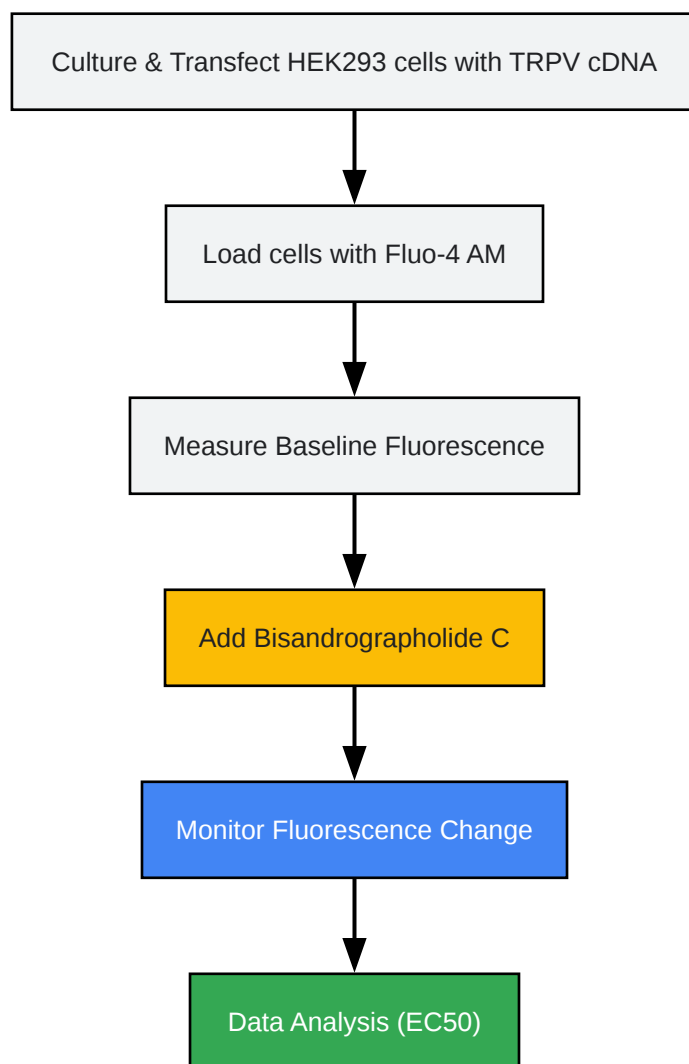 Culture & Transfect HEK293 cells with TRPV cDNA
Load cells with Fluo-4 AM
Measure Baseline Fluorescence
Add Bisandrographolide C
Monitor Fluorescence Change
Data Analysis (EC50)